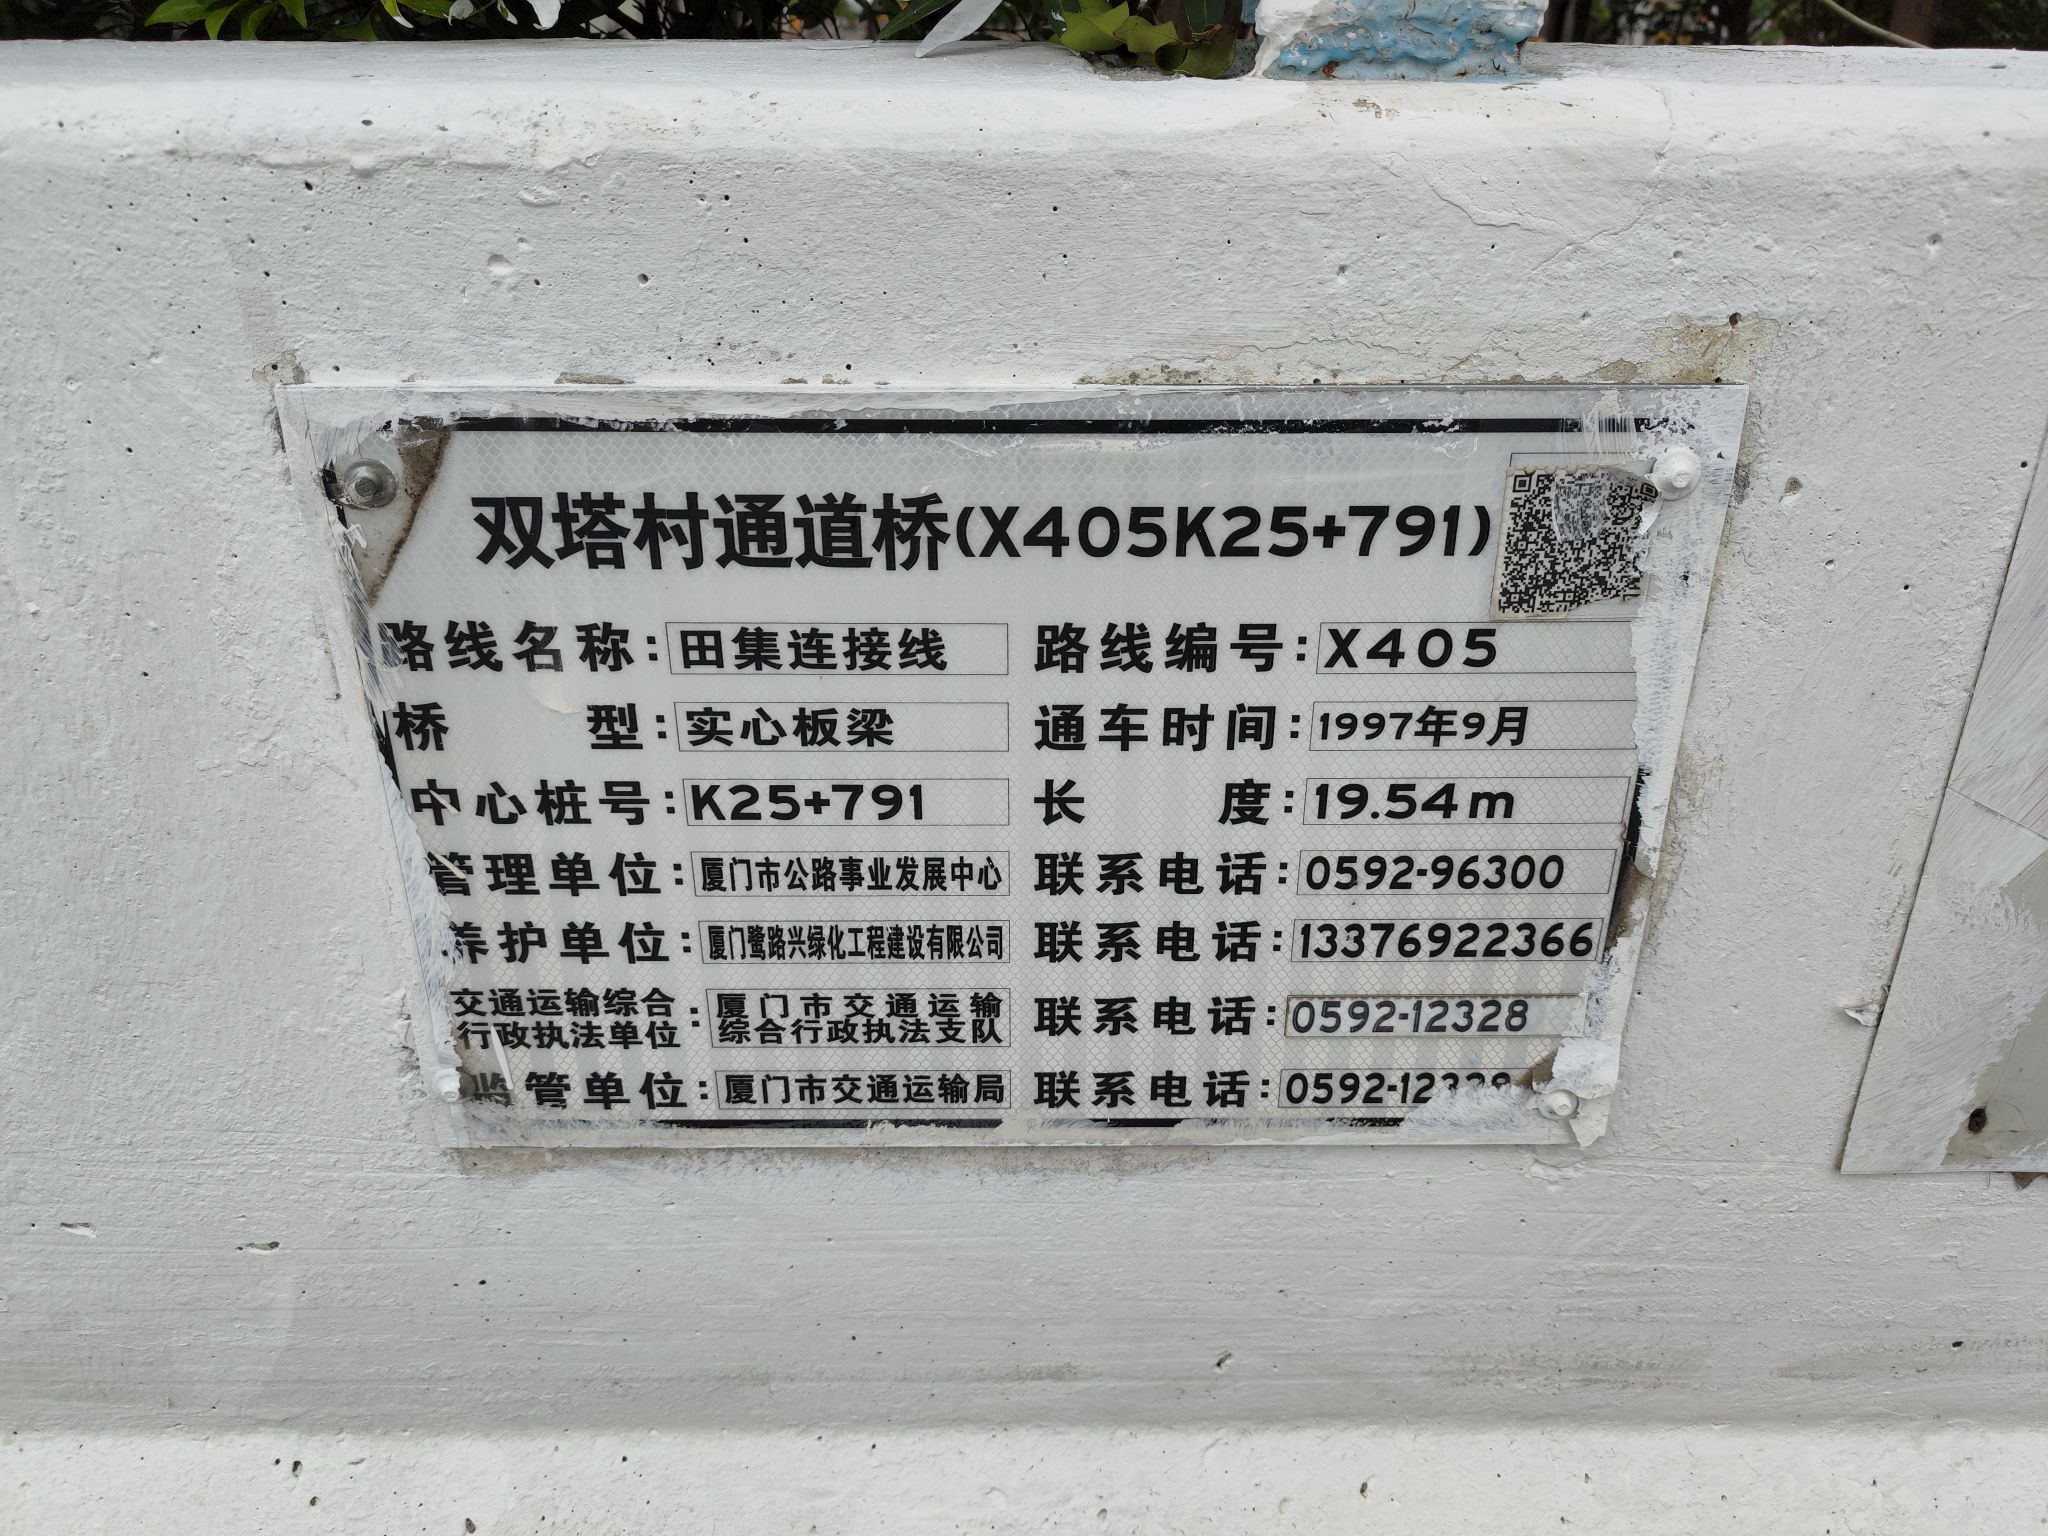 双塔村通道桥(X405K25+791)
路线名称:田集连接线 路线编号:X405
桥 型:实心板梁 通车时间:1997年9月
中心桩号:K25+791 长 度:19.54m
管理单位:厦门市公路事业发展中心 联系电话:0592-96300
养护单位:厦门鹭路兴绿化工程建设有限公司 联系电话:13376922366
交通运输综合行政执法单位:厦门市交通运输综合行政执法支队 联系电话:0592-12328
监管单位:厦门市交通运输局 联系电话:0592-12328